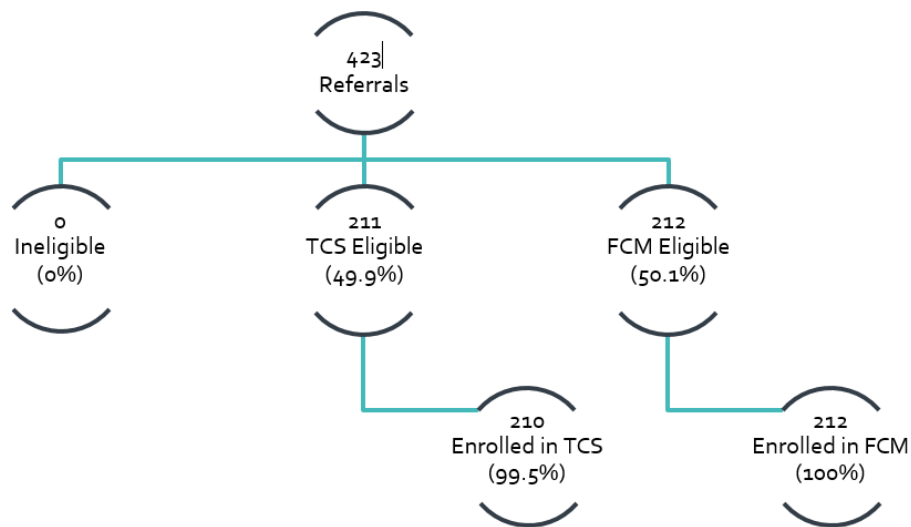 423
Referrals
0
Ineligible
(0%)
211
TCS Eligible
(49.9%)
212
FCM Eligible
(50.1%)
210
Enrolled in TCS
(99.5%)
212
Enrolled in FCM
(100%)